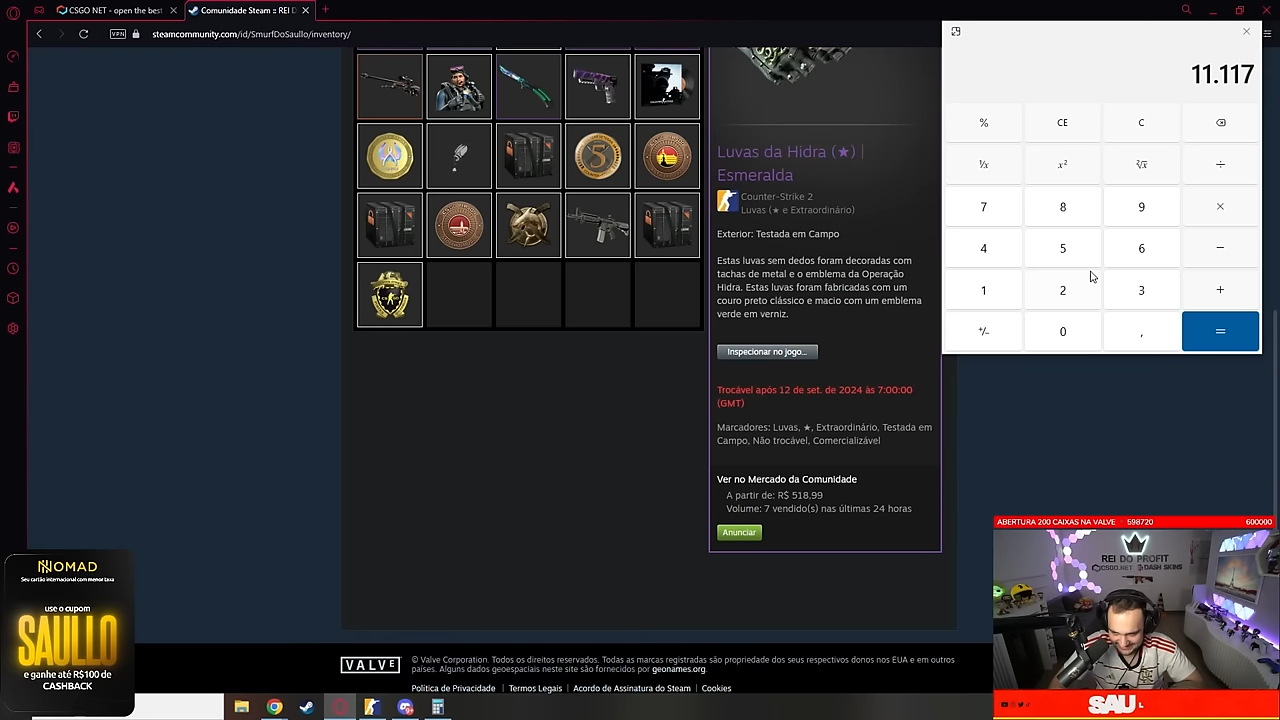 CSGO NET - open the best
Comunidade Steam :: REI D
VPN
steamcommunity.com/id/SmurfDoSaullo/inventory/
Luvas da Hidra (★) |
Esmeralda
Counter-Strike 2
Luvas (★ e Extraordinário)
Exterior: Testada em Campo
Estas luvas sem dedos foram decoradas com
tachas de metal e o emblema da Operação
Hidra. Estas luvas foram fabricadas com um
couro preto clássico e macio com um emblema
verde em verniz.
Inspecionar no jogo...
Trocável após 12 de set. de 2024 às 7:00:00
(GMT)
Marcadores: Luvas, ★, Extraordinário, Testada em
Campo, Não trocável, Comercializável
Ver no Mercado da Comunidade
A partir de: R$ 518,99
Volume: 7 vendido(s) nas últimas 24 horas
Anunciar
11.117
% CE C
⅟x x² ²√x ÷
7 8 9 ×
4 5 6 −
1 2 3 +
+/− 0 , =
ABERTURA 200 CAIXAS NA VALVE 598720 600000
REI DO PROFIT
CSGO.NET DASH SKINS
SAU L
NOMAD
Seu cartão internacional com menor taxa
use o cupom
SAULLO
e ganhe até R$100 de
CASHBACK
VALVE
© Valve Corporation. Todos os direitos reservados. Todas as marcas registradas são propriedade dos seus respectivos donos nos EUA e em outros
países. Alguns dados geoespaciais neste site são fornecidos por geonames.org.
Política de Privacidade | Termos Legais | Acordo de Assinatura do Steam | Cookies